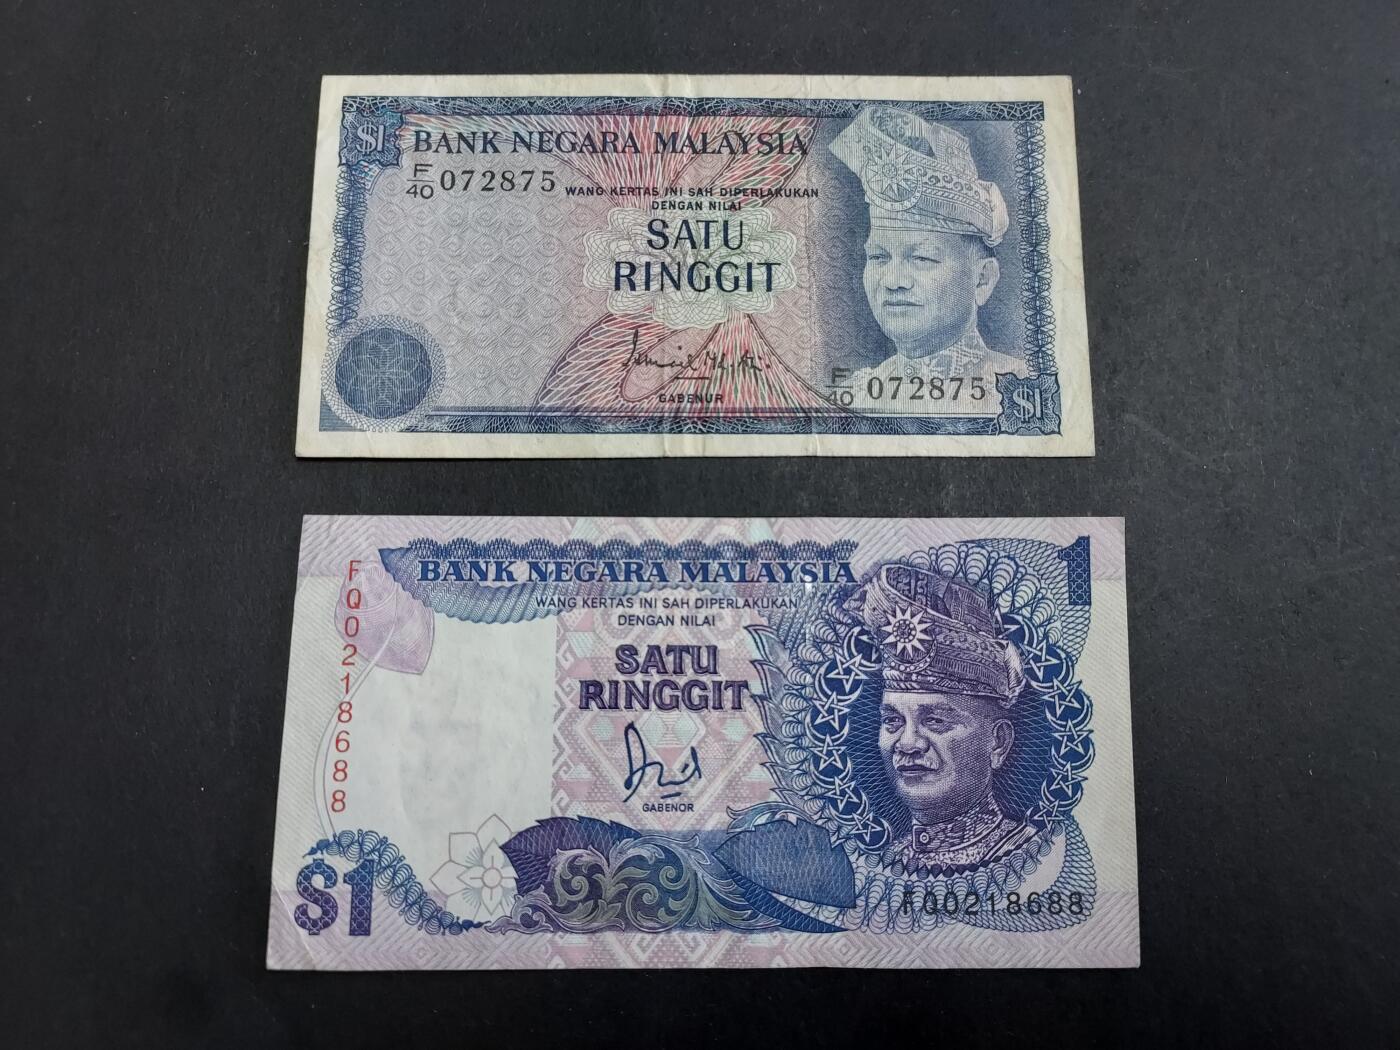 $1
BANK NEGARA MALAYSIA
F/40 072875
WANG KERTAS INI SAH DIPERLAKUKAN
DENGAN NILAI
SATU
RINGGIT
GABENUR
F/40 072875
$1
BANK NEGARA MALAYSIA
1
FQ0218688
WANG KERTAS INI SAH DIPERLAKUKAN
DENGAN NILAI
SATU
RINGGIT
GABENOR
$1
FQ0218688